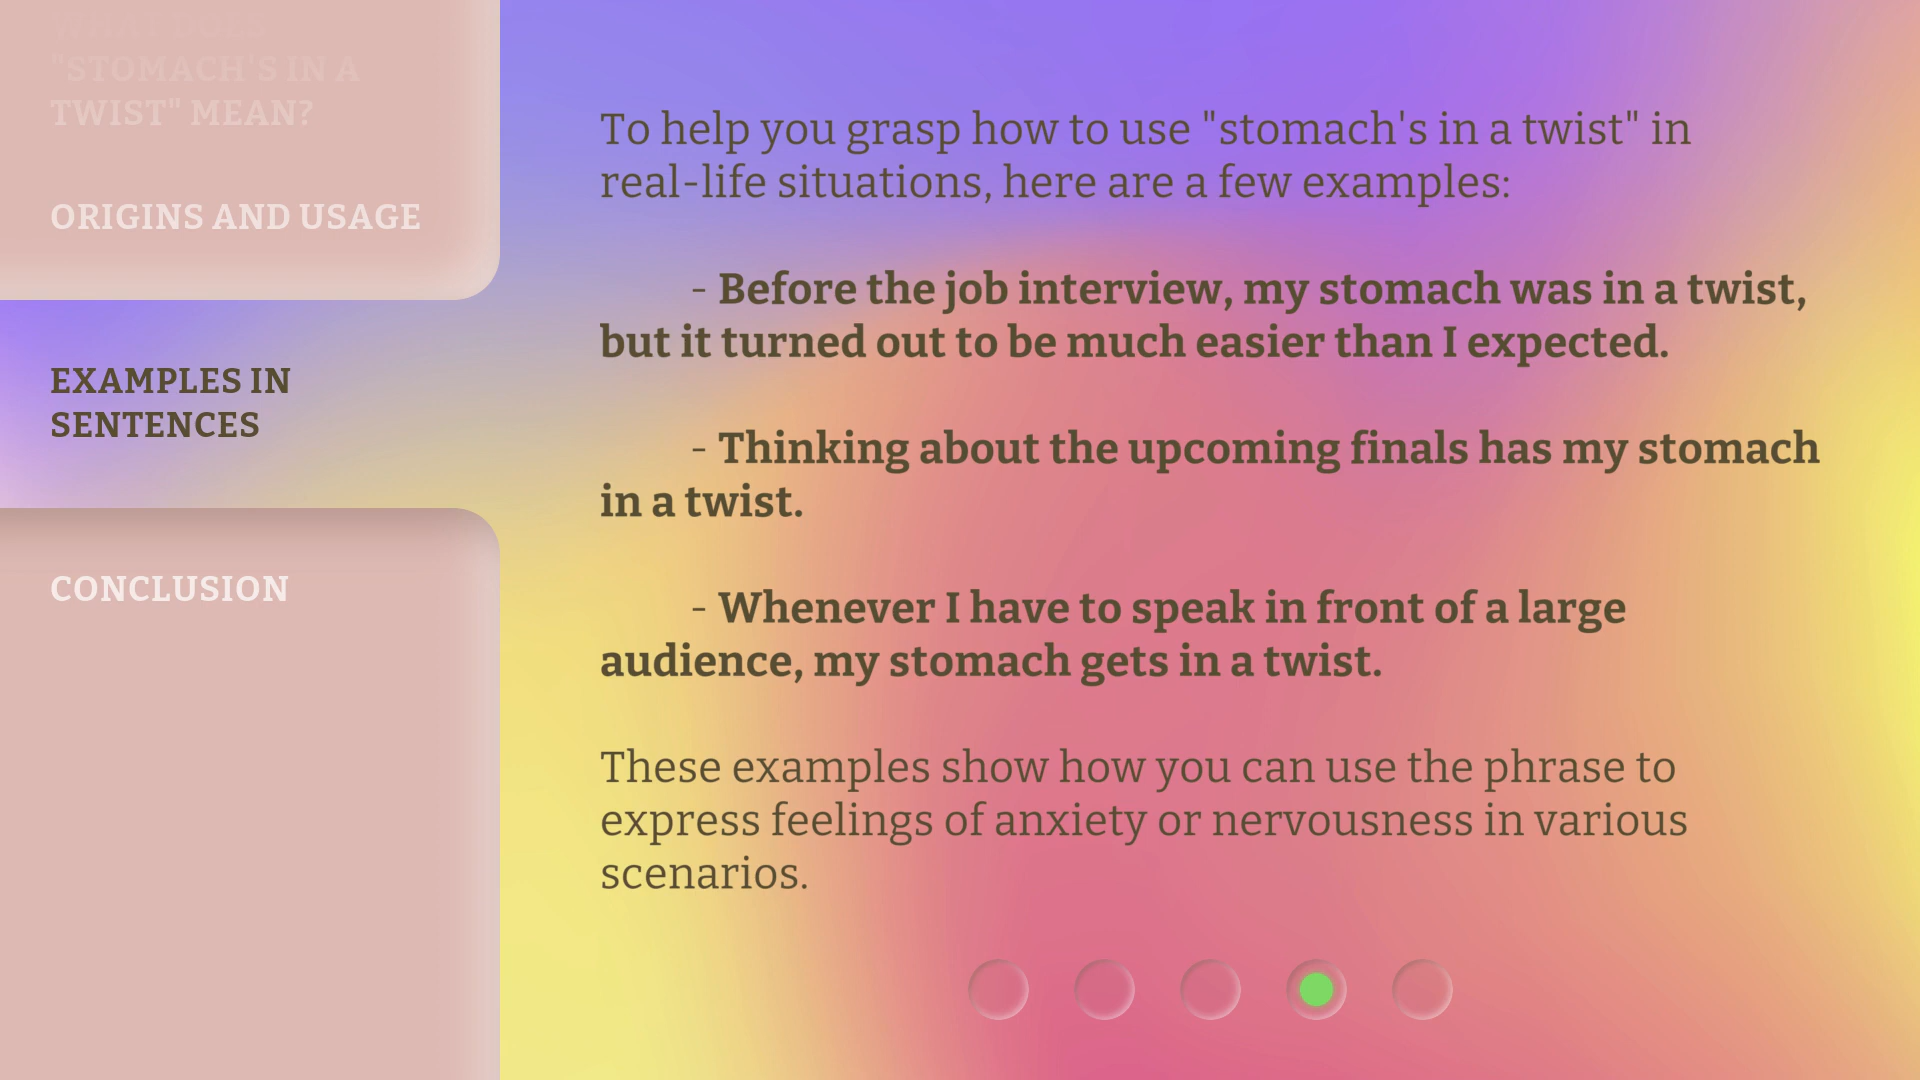 WHAT DOES
"STOMACH'S IN A
TWIST" MEAN?
ORIGINS AND USAGE
EXAMPLES IN
SENTENCES
CONCLUSION
To help you grasp how to use "stomach's in a twist" in
real-life situations, here are a few examples:
- Before the job interview, my stomach was in a twist,
but it turned out to be much easier than I expected.
- Thinking about the upcoming finals has my stomach
in a twist.
- Whenever I have to speak in front of a large
audience, my stomach gets in a twist.
These examples show how you can use the phrase to
express feelings of anxiety or nervousness in various
scenarios.